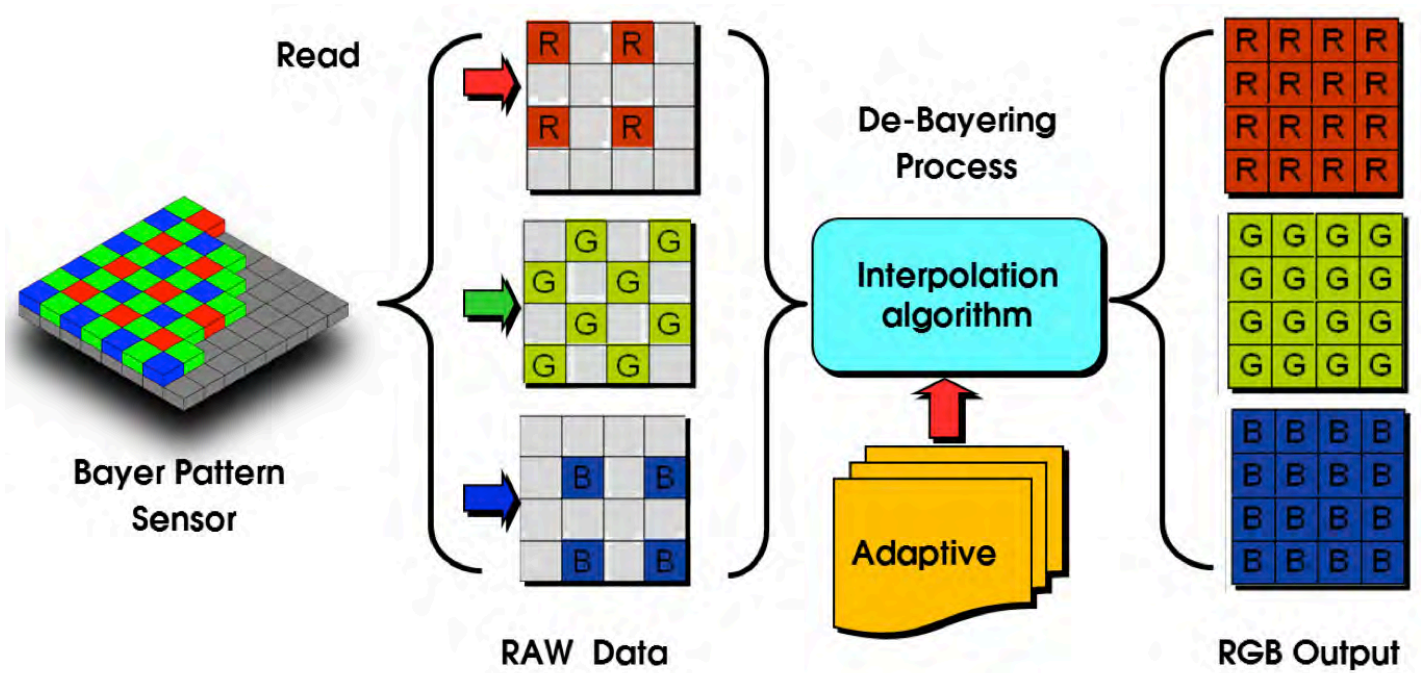 Read
R R
R R
G G
G G
G G
G G
B B
B B
Bayer Pattern
Sensor
RAW Data
De-Bayering
Process
Interpolation
algorithm
Adaptive
R R R R
R R R R
R R R R
R R R R
G G G G
G G G G
G G G G
G G G G
B B B B
B B B B
B B B B
B B B B
RGB Output